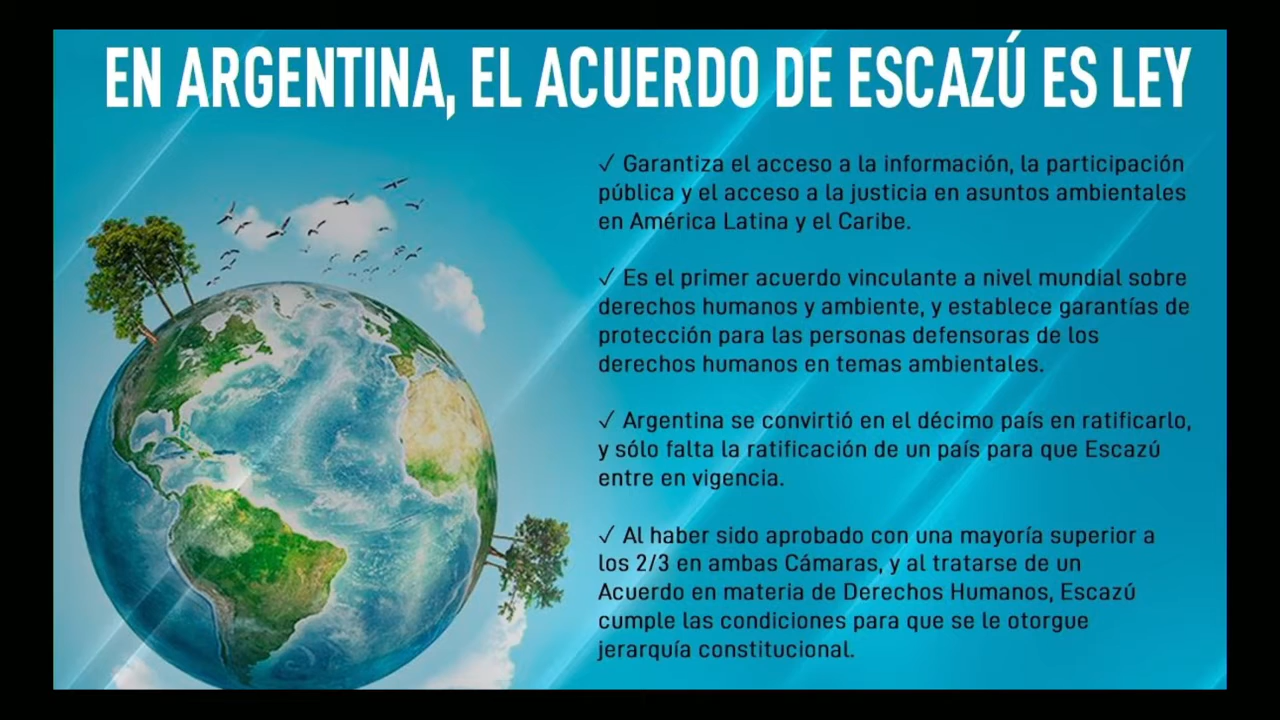 EN ARGENTINA, EL ACUERDO DE ESCAZÚ ES LEY
✓ Garantiza el acceso a la información, la participación
pública y el acceso a la justicia en asuntos ambientales
en América Latina y el Caribe.
✓ Es el primer acuerdo vinculante a nivel mundial sobre
derechos humanos y ambiente, y establece garantías de
protección para las personas defensoras de los
derechos humanos en temas ambientales.
✓ Argentina se convirtió en el décimo país en ratificarlo,
y sólo falta la ratificación de un país para que Escazú
entre en vigencia.
✓ Al haber sido aprobado con una mayoría superior a
los 2/3 en ambas Cámaras, y al tratarse de un
Acuerdo en materia de Derechos Humanos, Escazú
cumple las condiciones para que se le otorgue
jerarquía constitucional.